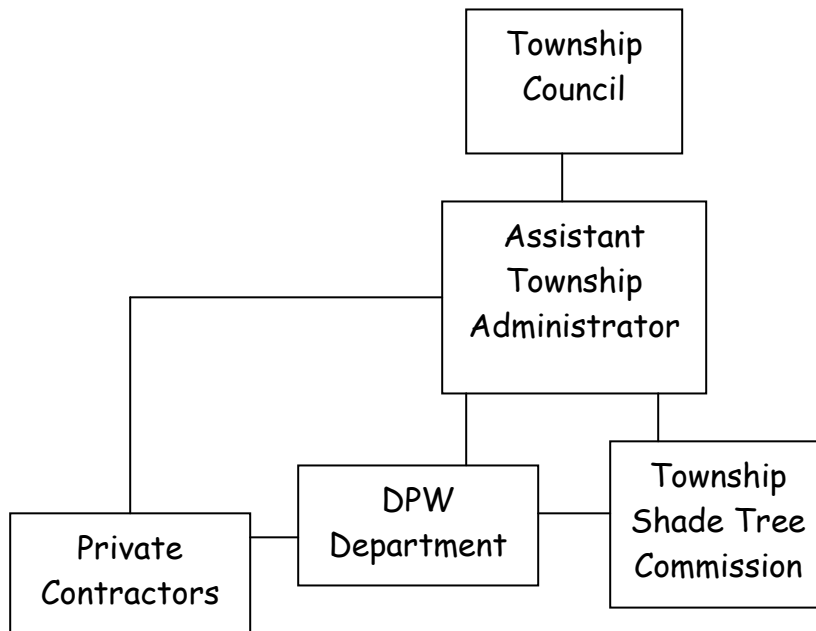 Township
Council
Assistant
Township
Administrator
DPW
Department
Township
Shade Tree
Commission
Private
Contractors